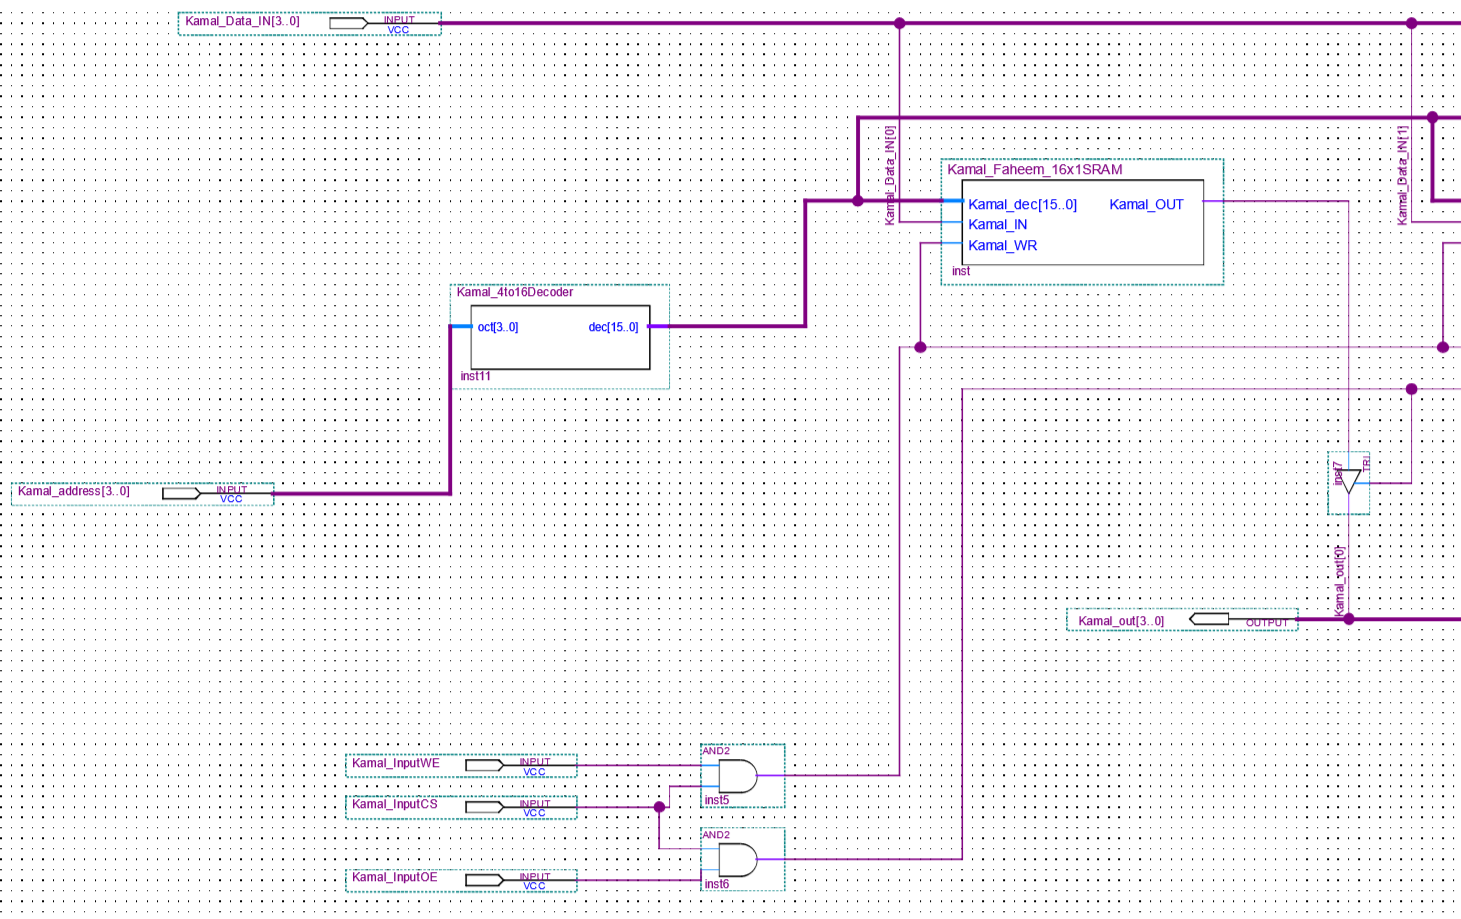 Kamal_Data_IN[3..0]
INPUT
VCC
Kamal_Data_IN[0]
Kamal_Data_IN[1]
Kamal_Faheem_16x1SRAM
Kamal_dec[15..0]
Kamal_OUT
Kamal_IN
Kamal_WR
inst
Kamal_4to16Decoder
oct[3..0]
dec[15..0]
inst11
Kamal_address[3..0]
INPUT
VCC
TRI
inst7
Kamal_out[0]
Kamal_out[3..0]
OUTPUT
Kamal_InputWE
INPUT
VCC
AND2
inst5
Kamal_InputCS
INPUT
VCC
AND2
inst6
Kamal_InputOE
INPUT
VCC